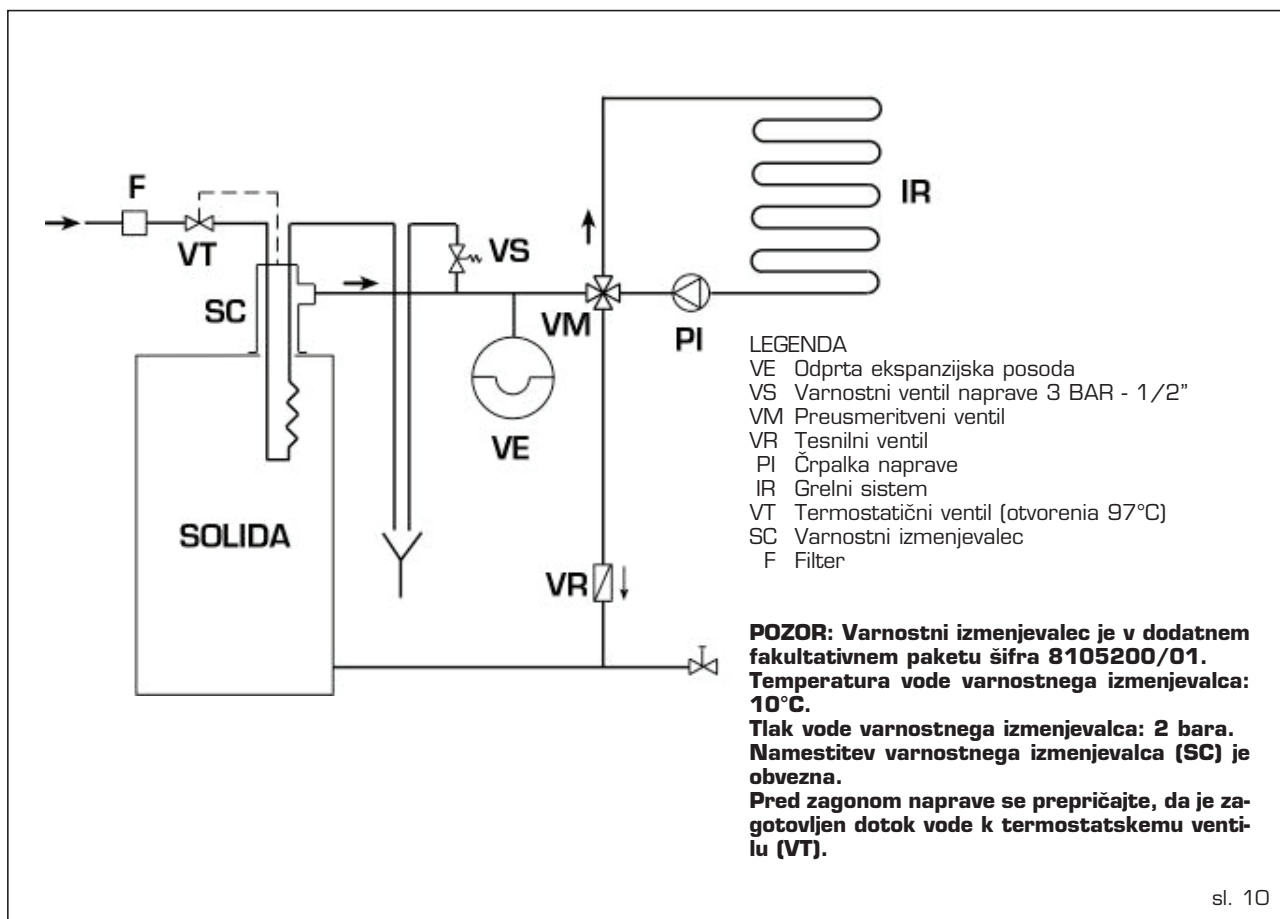 F
VT
VS
SC
VM
PI
IR
VE
SOLIDA
VR
LEGENDA
VE Odprta ekspanzijska posoda
VS Varnostni ventil naprave 3 BAR - 1/2”
VM Preusmeritveni ventil
VR Tesnilni ventil
PI Črpalka naprave
IR Grelni sistem
VT Termostatični ventil (otvorenia 97°C)
SC Varnostni izmenjevalec
F Filter
POZOR: Varnostni izmenjevalec je v dodatnem
fakultativnem paketu šifra 8105200/01.
Temperatura vode varnostnega izmenjevalca:
10°C.
Tlak vode varnostnega izmenjevalca: 2 bara.
Namestitev varnostnega izmenjevalca (SC) je
obvezna.
Pred zagonom naprave se prepričajte, da je za-
gotovljen dotok vode k termostatskemu venti-
lu (VT).
sl. 10